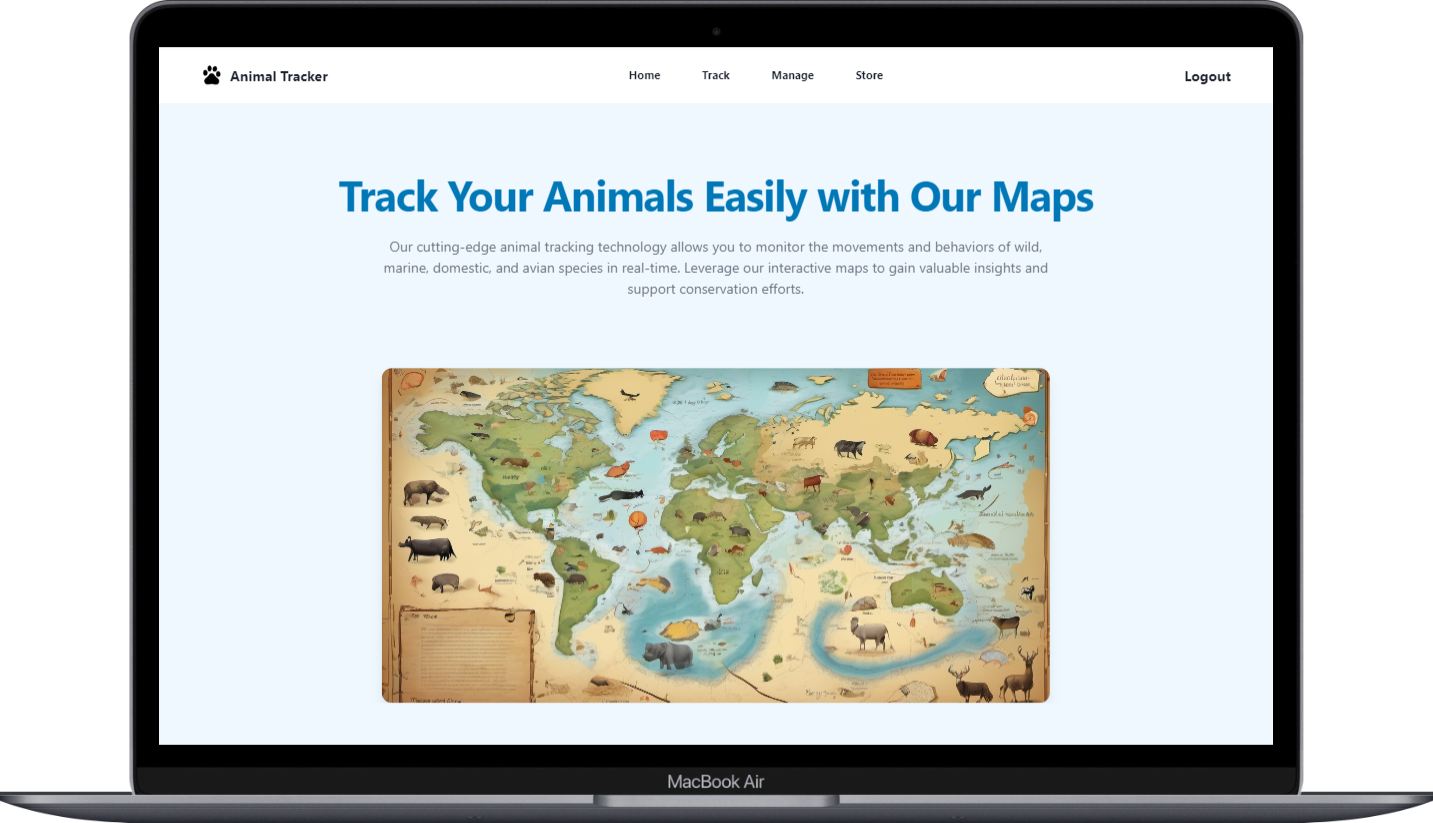 Animal Tracker
Home Track Manage Store
Logout
Track Your Animals Easily with Our Maps
Our cutting-edge animal tracking technology allows you to monitor the movements and behaviors of wild,
marine, domestic, and avian species in real-time. Leverage our interactive maps to gain valuable insights and
support conservation efforts.
MacBook Air